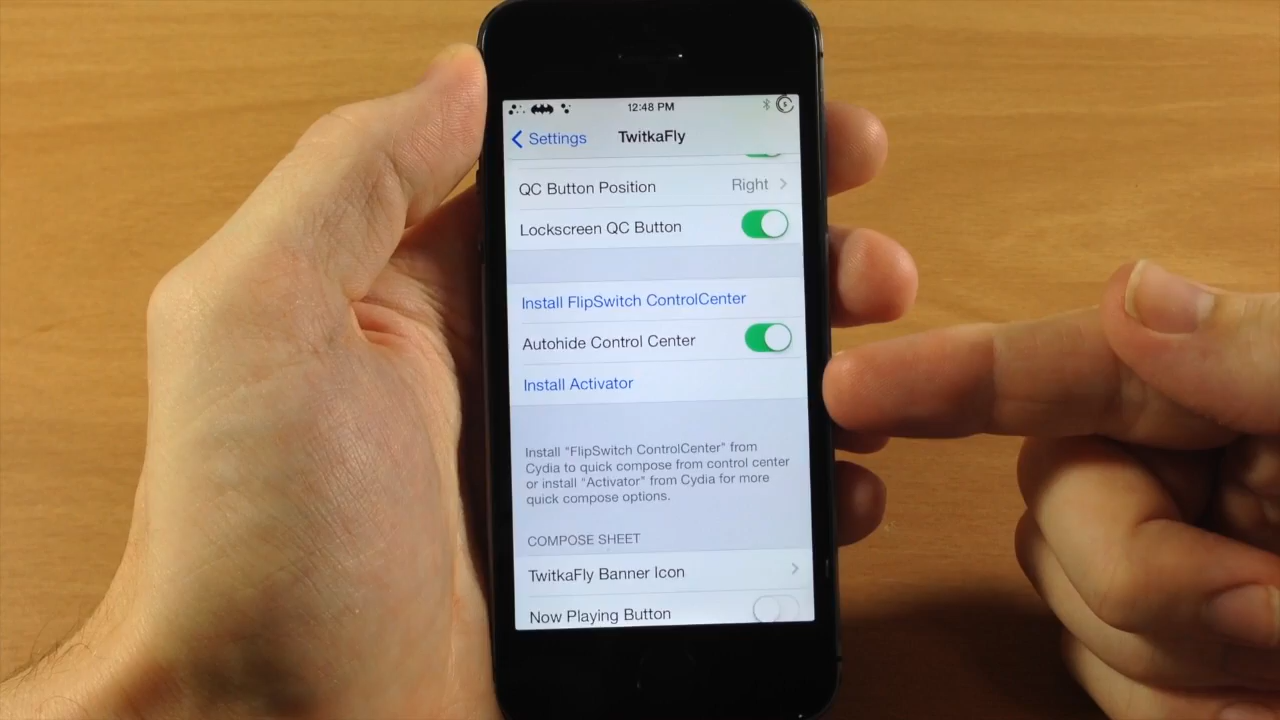 12:48 PM
Settings
TwitkaFly
QC Button Position
Right
Lockscreen QC Button
Install FlipSwitch ControlCenter
Autohide Control Center
Install Activator
Install “FlipSwitch ControlCenter” from
Cydia to quick compose from control center
or install “Activator” from Cydia for more
quick compose options.
COMPOSE SHEET
TwitkaFly Banner Icon
Now Playing Button